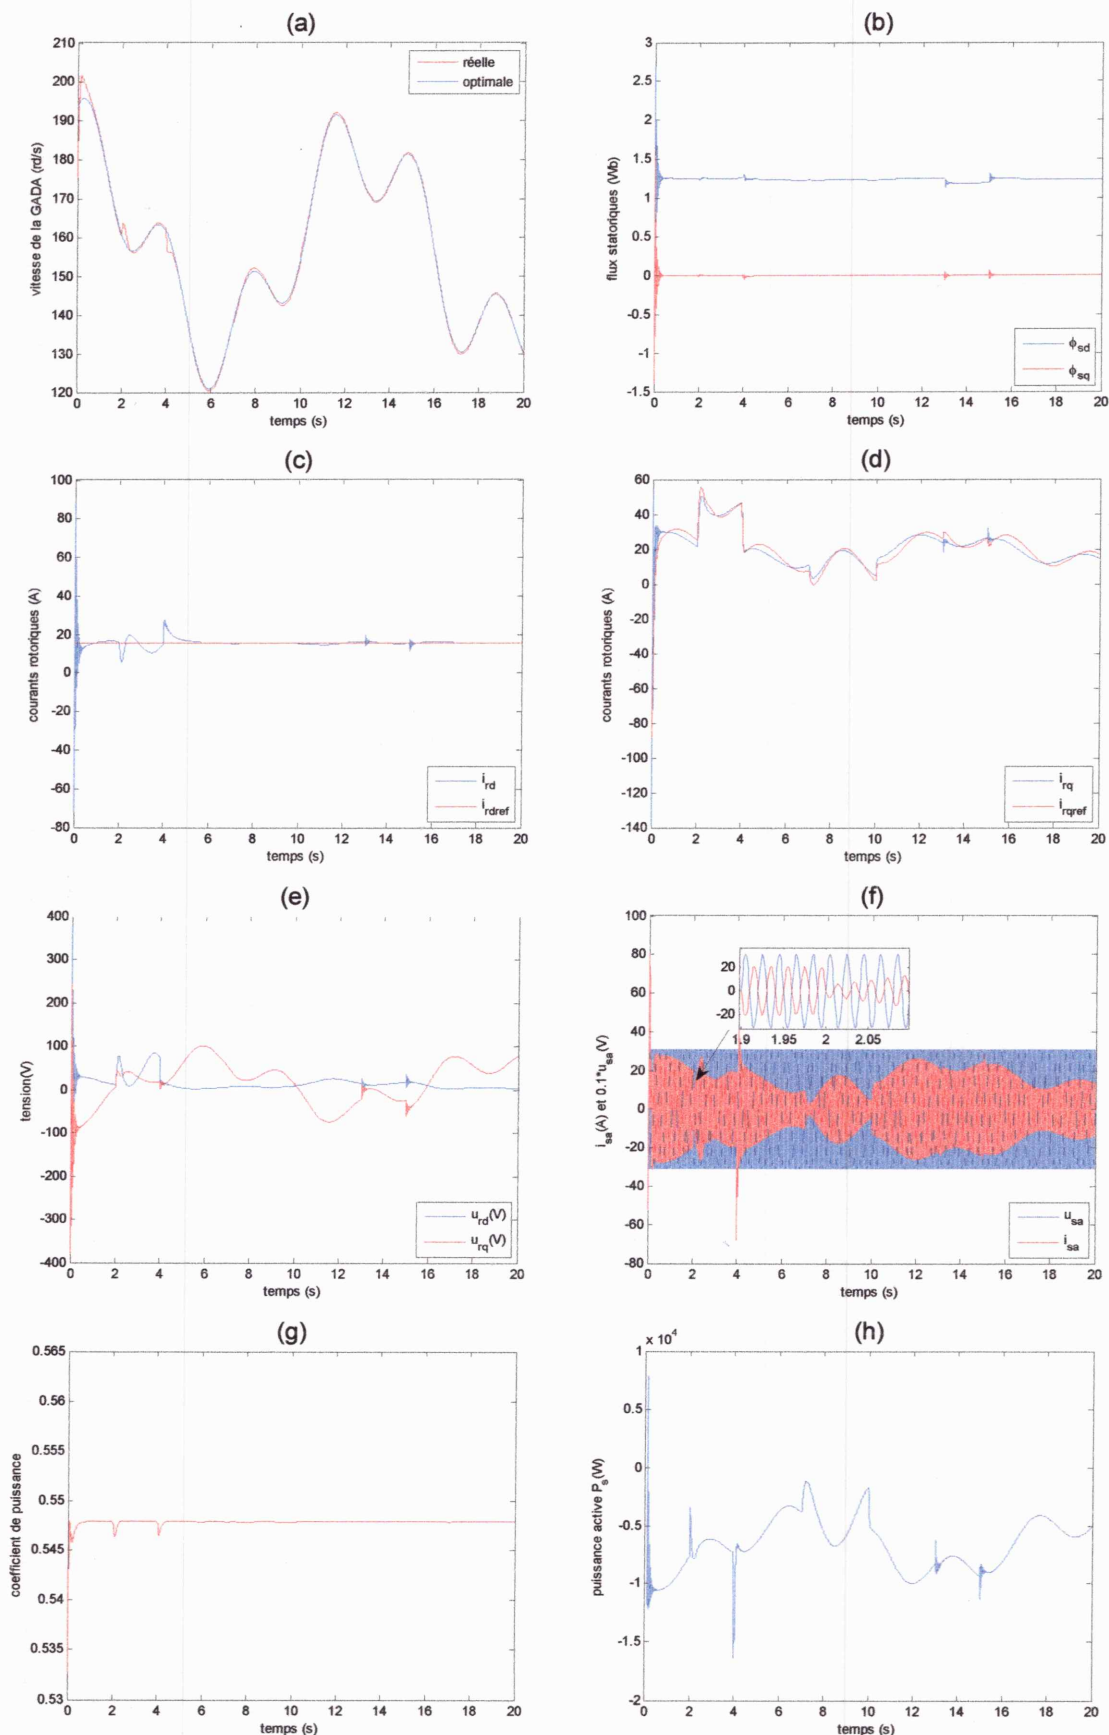 (a)
210
200
190
180
170
160
150
140
130
120
vitesse de la GADA (rd/s)
réelle
optimale
0 2 4 6 8 10 12 14 16 18 20
temps (s)
(b)
3
2.5
2
1.5
1
0.5
0
-0.5
-1
-1.5
flux statoriques (Wb)
ϕsd
ϕsq
0 2 4 6 8 10 12 14 16 18 20
temps (s)
(c)
100
80
60
40
20
0
-20
-40
-60
-80
courants rotoriques (A)
ird
irdref
0 2 4 6 8 10 12 14 16 18 20
temps (s)
(d)
60
40
20
0
-20
-40
-60
-80
-100
-120
-140
courants rotoriques (A)
irq
irqref
0 2 4 6 8 10 12 14 16 18 20
temps (s)
(e)
400
300
200
100
0
-100
-200
-300
-400
tension(V)
urd(V)
urq(V)
0 2 4 6 8 10 12 14 16 18 20
temps (s)
(f)
100
80
60
40
20
0
-20
-40
-60
-80
isa(A) et 0.1*usa(V)
20
0
-20
1.9 1.95 2 2.05
usa
isa
0 2 4 6 8 10 12 14 16 18 20
temps (s)
(g)
0.565
0.56
0.555
0.55
0.545
0.54
0.535
0.53
coefficient de puissance
0 2 4 6 8 10 12 14 16 18 20
temps (s)
(h)
x 10^4
1
0.5
0
-0.5
-1
-1.5
-2
puissance active Ps(W)
0 2 4 6 8 10 12 14 16 18 20
temps (s)